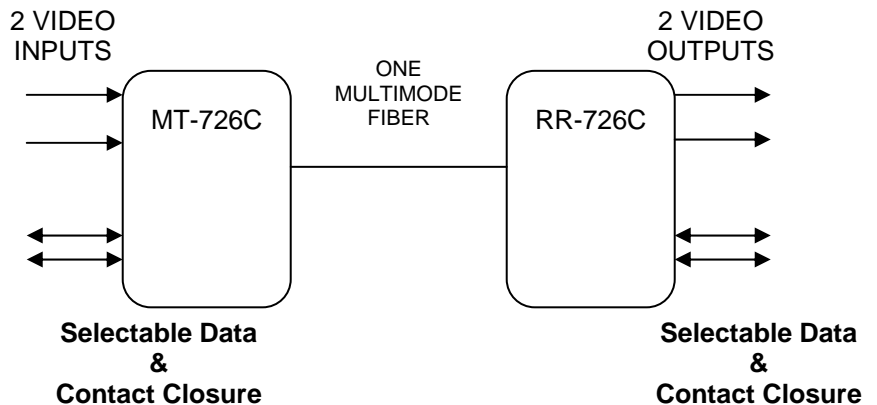 2 VIDEO
INPUTS
MT-726C
ONE
MULTIMODE
FIBER
RR-726C
2 VIDEO
OUTPUTS
Selectable Data
&
Contact Closure
Selectable Data
&
Contact Closure